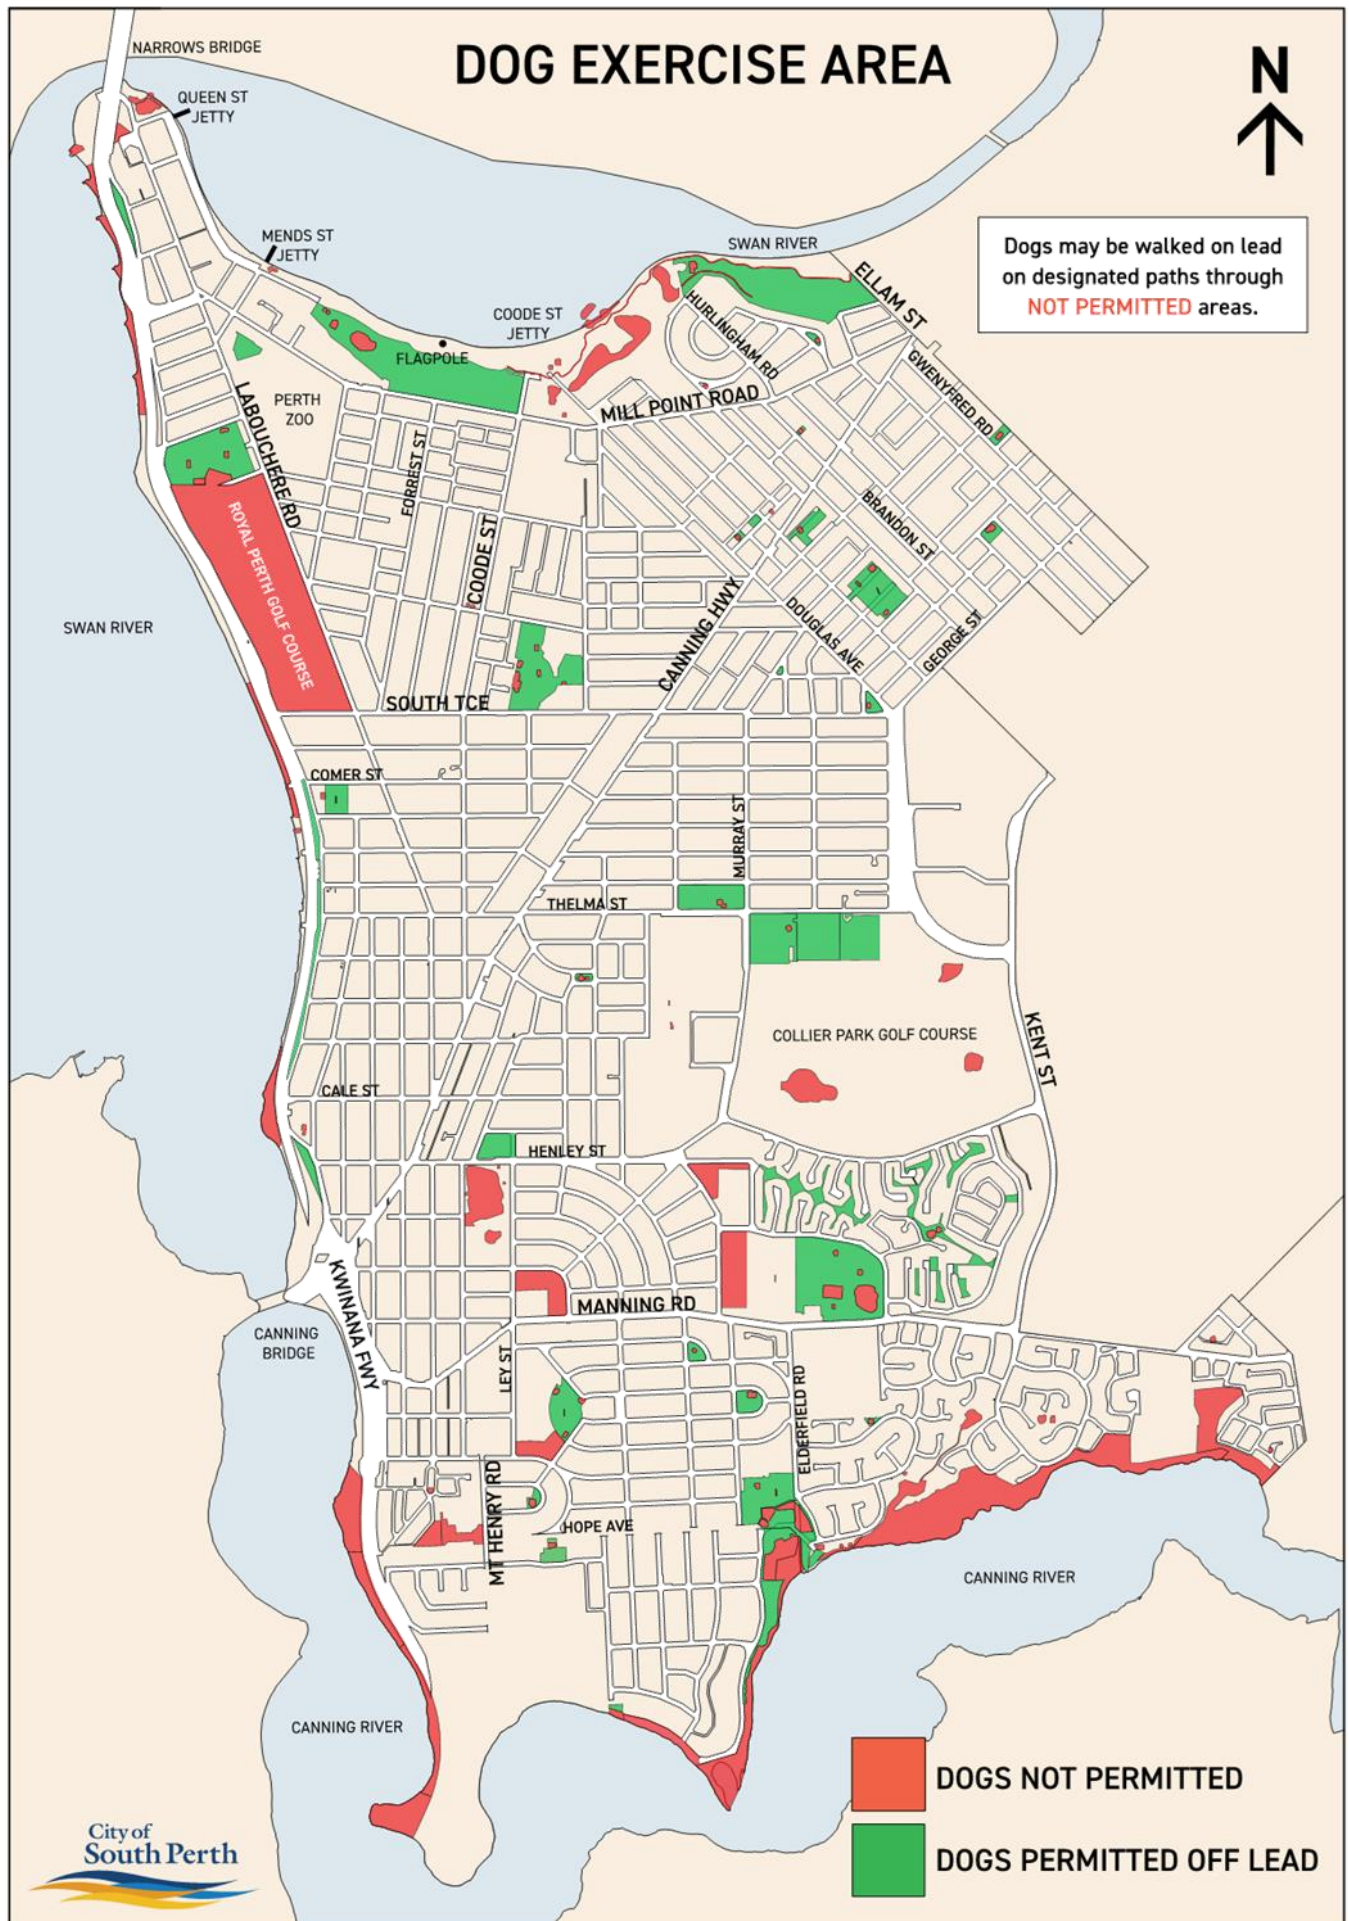 NARROWS BRIDGE
DOG EXERCISE AREA
N
QUEEN ST
JETTY
MENDS ST
JETTY
SWAN RIVER
Dogs may be walked on lead
on designated paths through
NOT PERMITTED areas.
ELLAM ST
COODE ST
JETTY
HURLINGHAM RD
FLAGPOLE
GWENYFRED RD
PERTH
ZOO
LABOUCHERE RD
MILL POINT ROAD
FORREST ST
BRANDON ST
ROYAL PERTH GOLF COURSE
COODE ST
CANNING HWY
DOUGLAS AVE
GEORGE ST
SWAN RIVER
SOUTH TCE
COMER ST
MURRAY ST
THELMA ST
COLLIER PARK GOLF COURSE
KENT ST
CALE ST
HENLEY ST
KWINANA FWY
MANNING RD
CANNING
BRIDGE
LEY ST
ELDERFIELD RD
MT HENRY RD
HOPE AVE
CANNING RIVER
CANNING RIVER
DOGS NOT PERMITTED
DOGS PERMITTED OFF LEAD
City of
South Perth